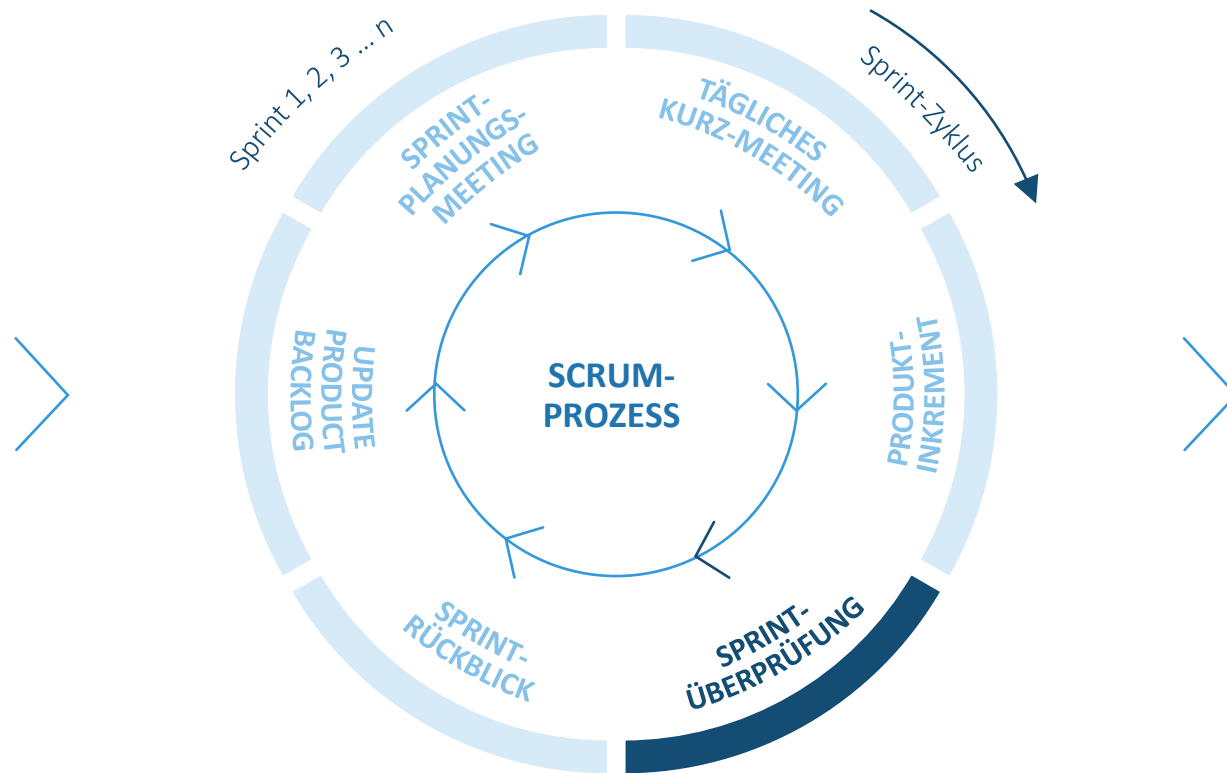 Sprint 1, 2, 3 ... n
Sprint-Zyklus
SPRINT-
PLANUNGS-
MEETING
TÄGLICHES
KURZ-MEETING
PRODUKT-
INKREMENT
SPRINT-
ÜBERPRÜFUNG
SPRINT-
RÜCKBLICK
UPDATE
PRODUCT
BACKLOG
SCRUM-
PROZESS